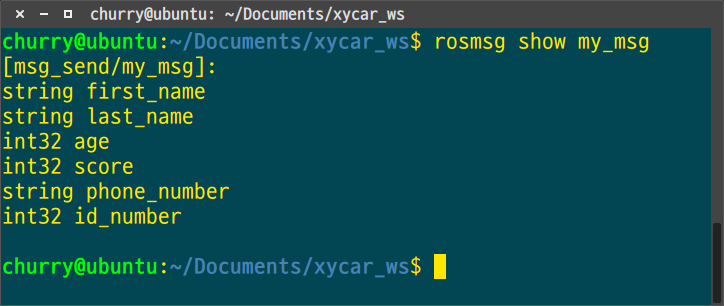 churry@ubuntu: ~/Documents/xycar_ws
churry@ubuntu:~/Documents/xycar_ws$ rosmsg show my_msg
[msg_send/my_msg]:
string first_name
string last_name
int32 age
int32 score
string phone_number
int32 id_number
churry@ubuntu:~/Documents/xycar_ws$